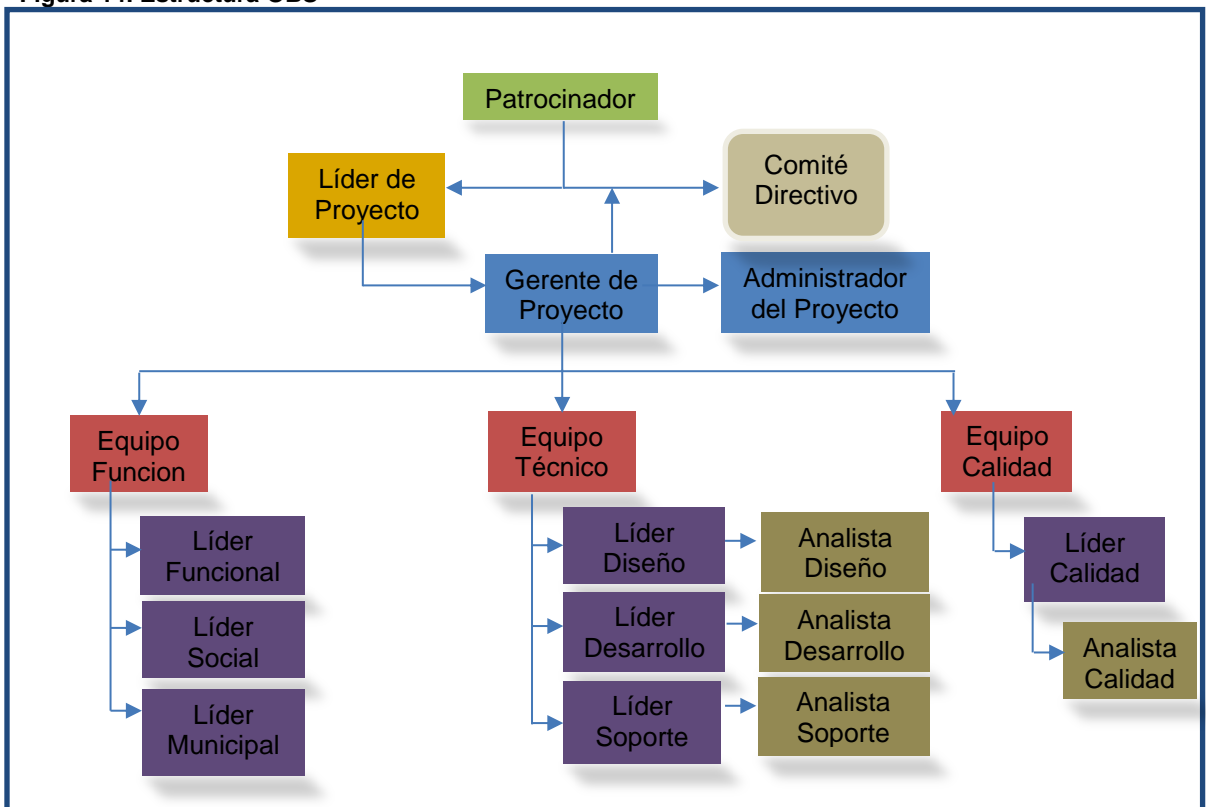 Patrocinador
Líder de
Proyecto
Comité
Directivo
Gerente de
Proyecto
Administrador
del Proyecto
Equipo
Funcion
Equipo
Técnico
Equipo
Calidad
Líder
Funcional
Líder
Social
Líder
Municipal
Líder
Diseño
Analista
Diseño
Líder
Desarrollo
Analista
Desarrollo
Líder
Soporte
Analista
Soporte
Líder
Calidad
Analista
Calidad